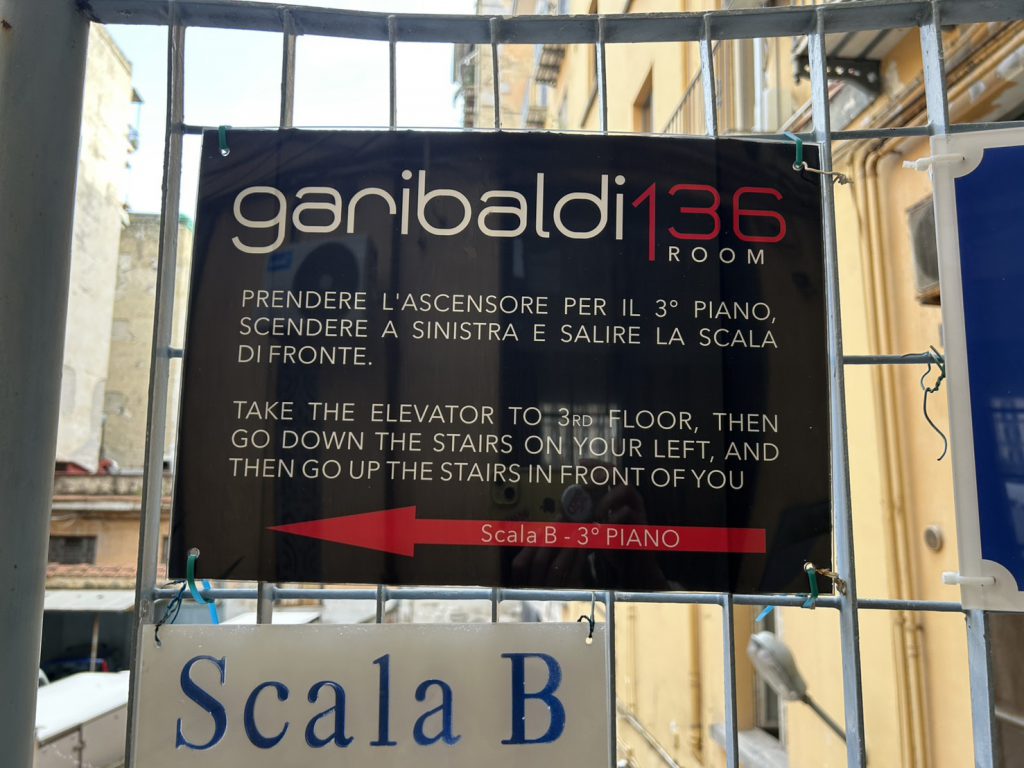 garibaldi136
ROOM
PRENDERE L'ASCENSORE PER IL 3° PIANO,
SCENDERE A SINISTRA E SALIRE LA SCALA
DI FRONTE.
TAKE THE ELEVATOR TO 3RD FLOOR, THEN
GO DOWN THE STAIRS ON YOUR LEFT, AND
THEN GO UP THE STAIRS IN FRONT OF YOU
Scala B - 3° PIANO
Scala B